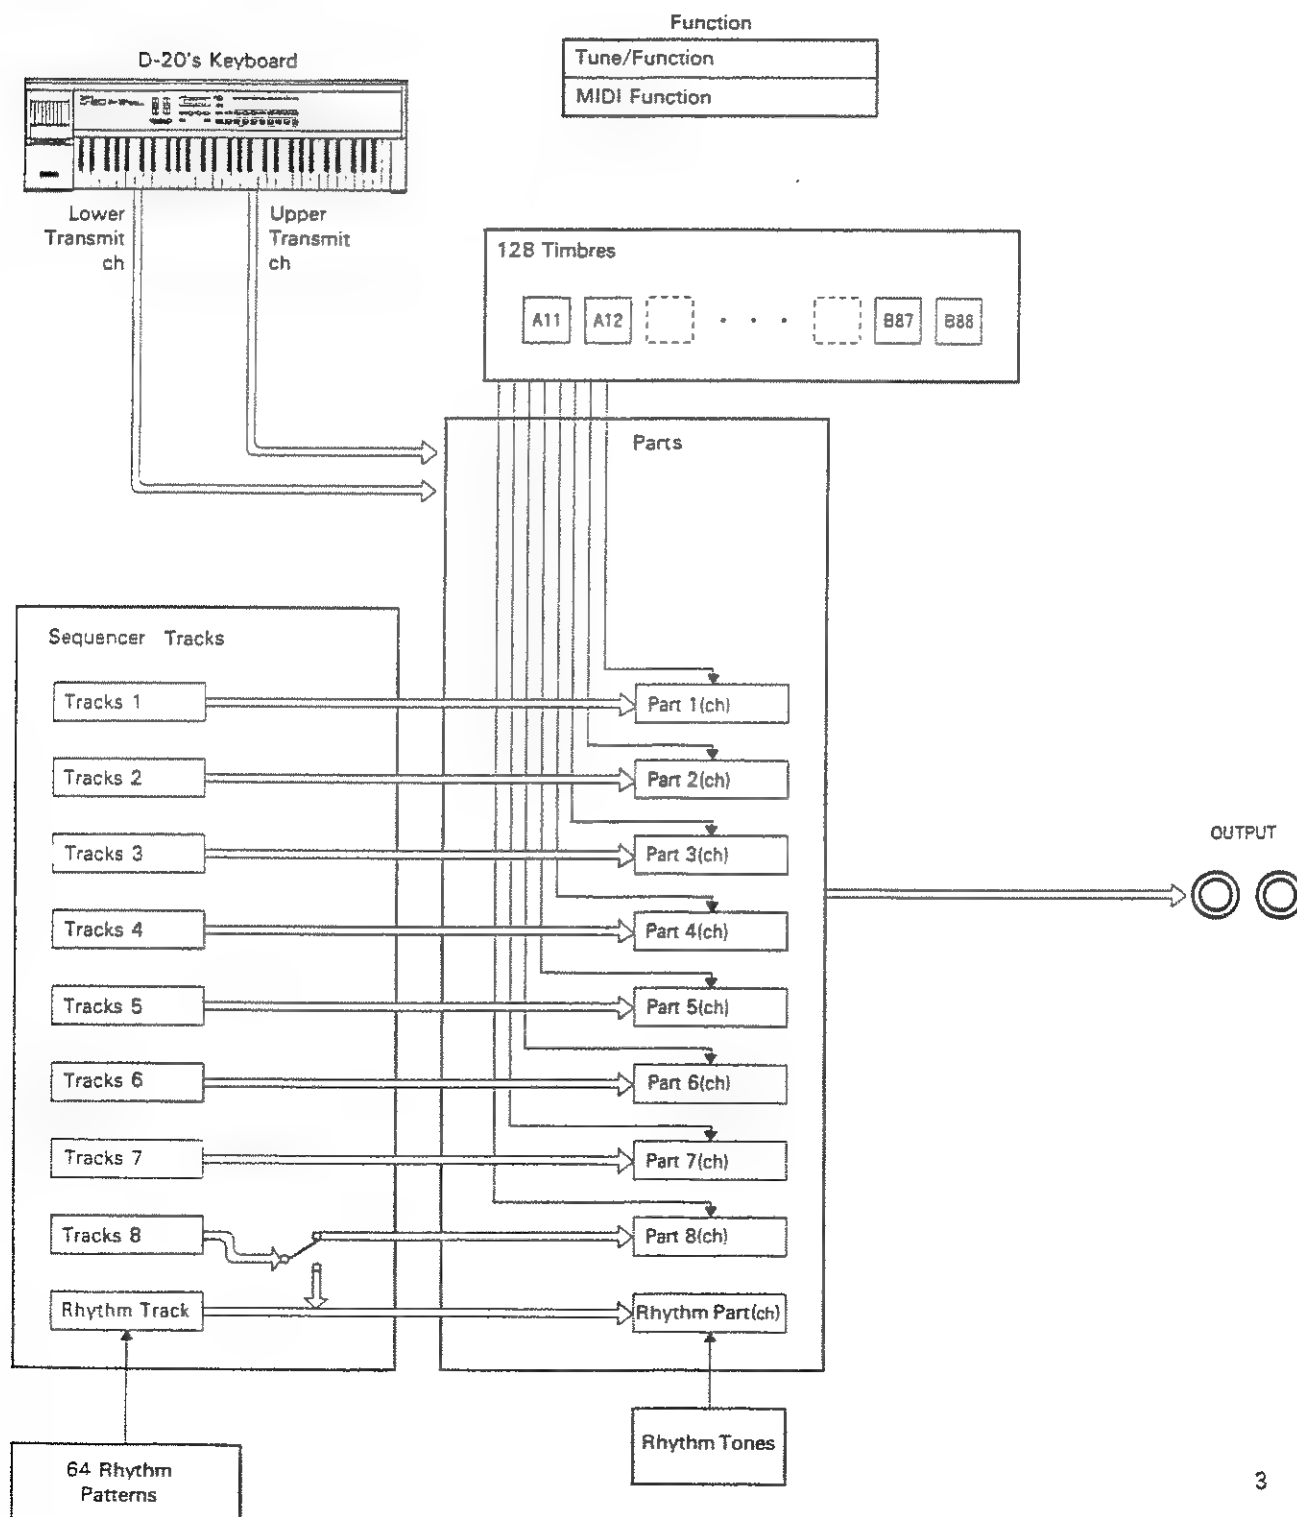 Function
Tune/Function
MIDI Function
D-20's Keyboard
Lower
Transmit
ch
Upper
Transmit
ch
128 Timbres
A11 A12 · · · B87 B88
Parts
Sequencer Tracks
Tracks 1
Part 1(ch)
Tracks 2
Part 2(ch)
Tracks 3
Part 3(ch)
OUTPUT
Tracks 4
Part 4(ch)
Tracks 5
Part 5(ch)
Tracks 6
Part 6(ch)
Tracks 7
Part 7(ch)
Tracks 8
Part 8(ch)
Rhythm Track
Rhythm Part(ch)
Rhythm Tones
64 Rhythm
Patterns
3